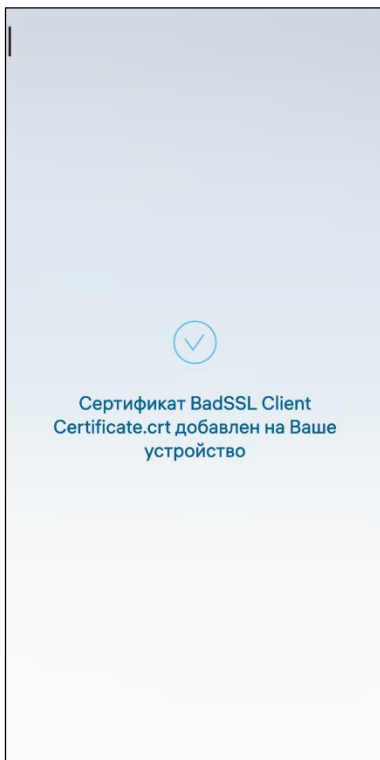 Сертификат BadSSL Client
Certificate.crt добавлен на Ваше
устройство